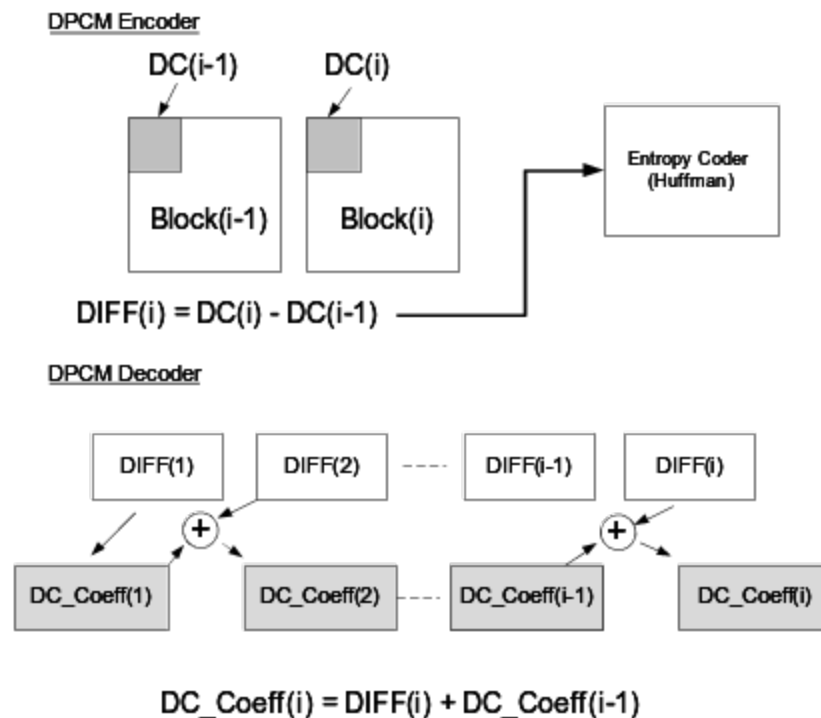 DPCM Encoder
DC(i-1) DC(i)
Entropy Coder
(Huffman)
Block(i-1) Block(i)
DIFF(i) = DC(i) - DC(i-1)
DPCM Decoder
DIFF(1) DIFF(2) DIFF(i-1) DIFF(i)
+ +
DC_Coeff(1) DC_Coeff(2) DC_Coeff(i-1) DC_Coeff(i)
DC_Coeff(i) = DIFF(i) + DC_Coeff(i-1)